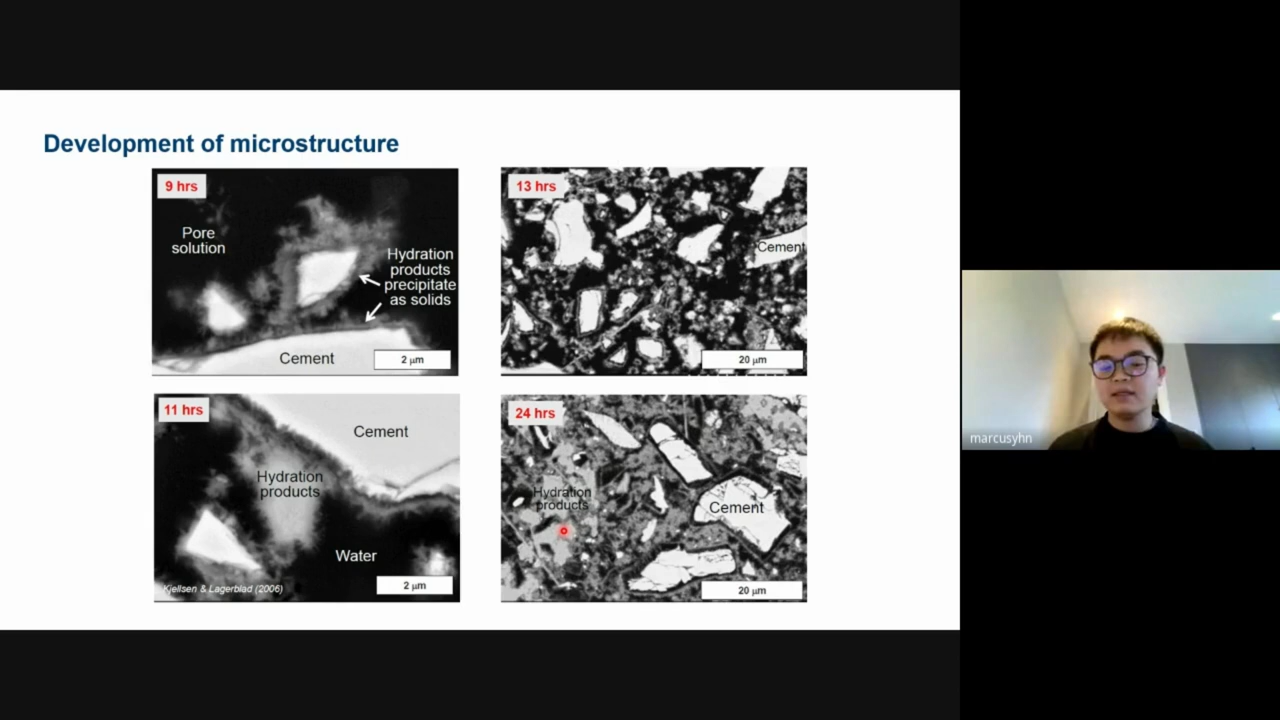 Development of microstructure
9 hrs
Pore
solution
Hydration
products
precipitate
as solids
Cement
2 μm
13 hrs
Cement
20 μm
11 hrs
Cement
Hydration
products
Water
2 μm
Kjellsen & Lagerblad (2006)
24 hrs
Hydration
products
Cement
20 μm
marcusyhn